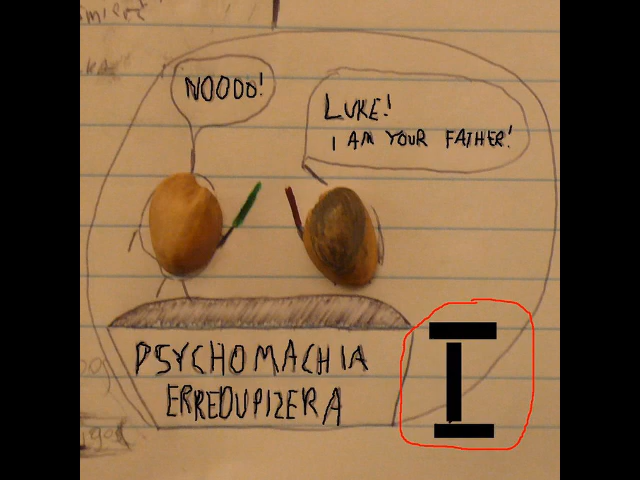 NOOOO!
LUKE!
I AM YOUR FATHER!
PSYCHOMACHIA
ERREDUPIZERA
I